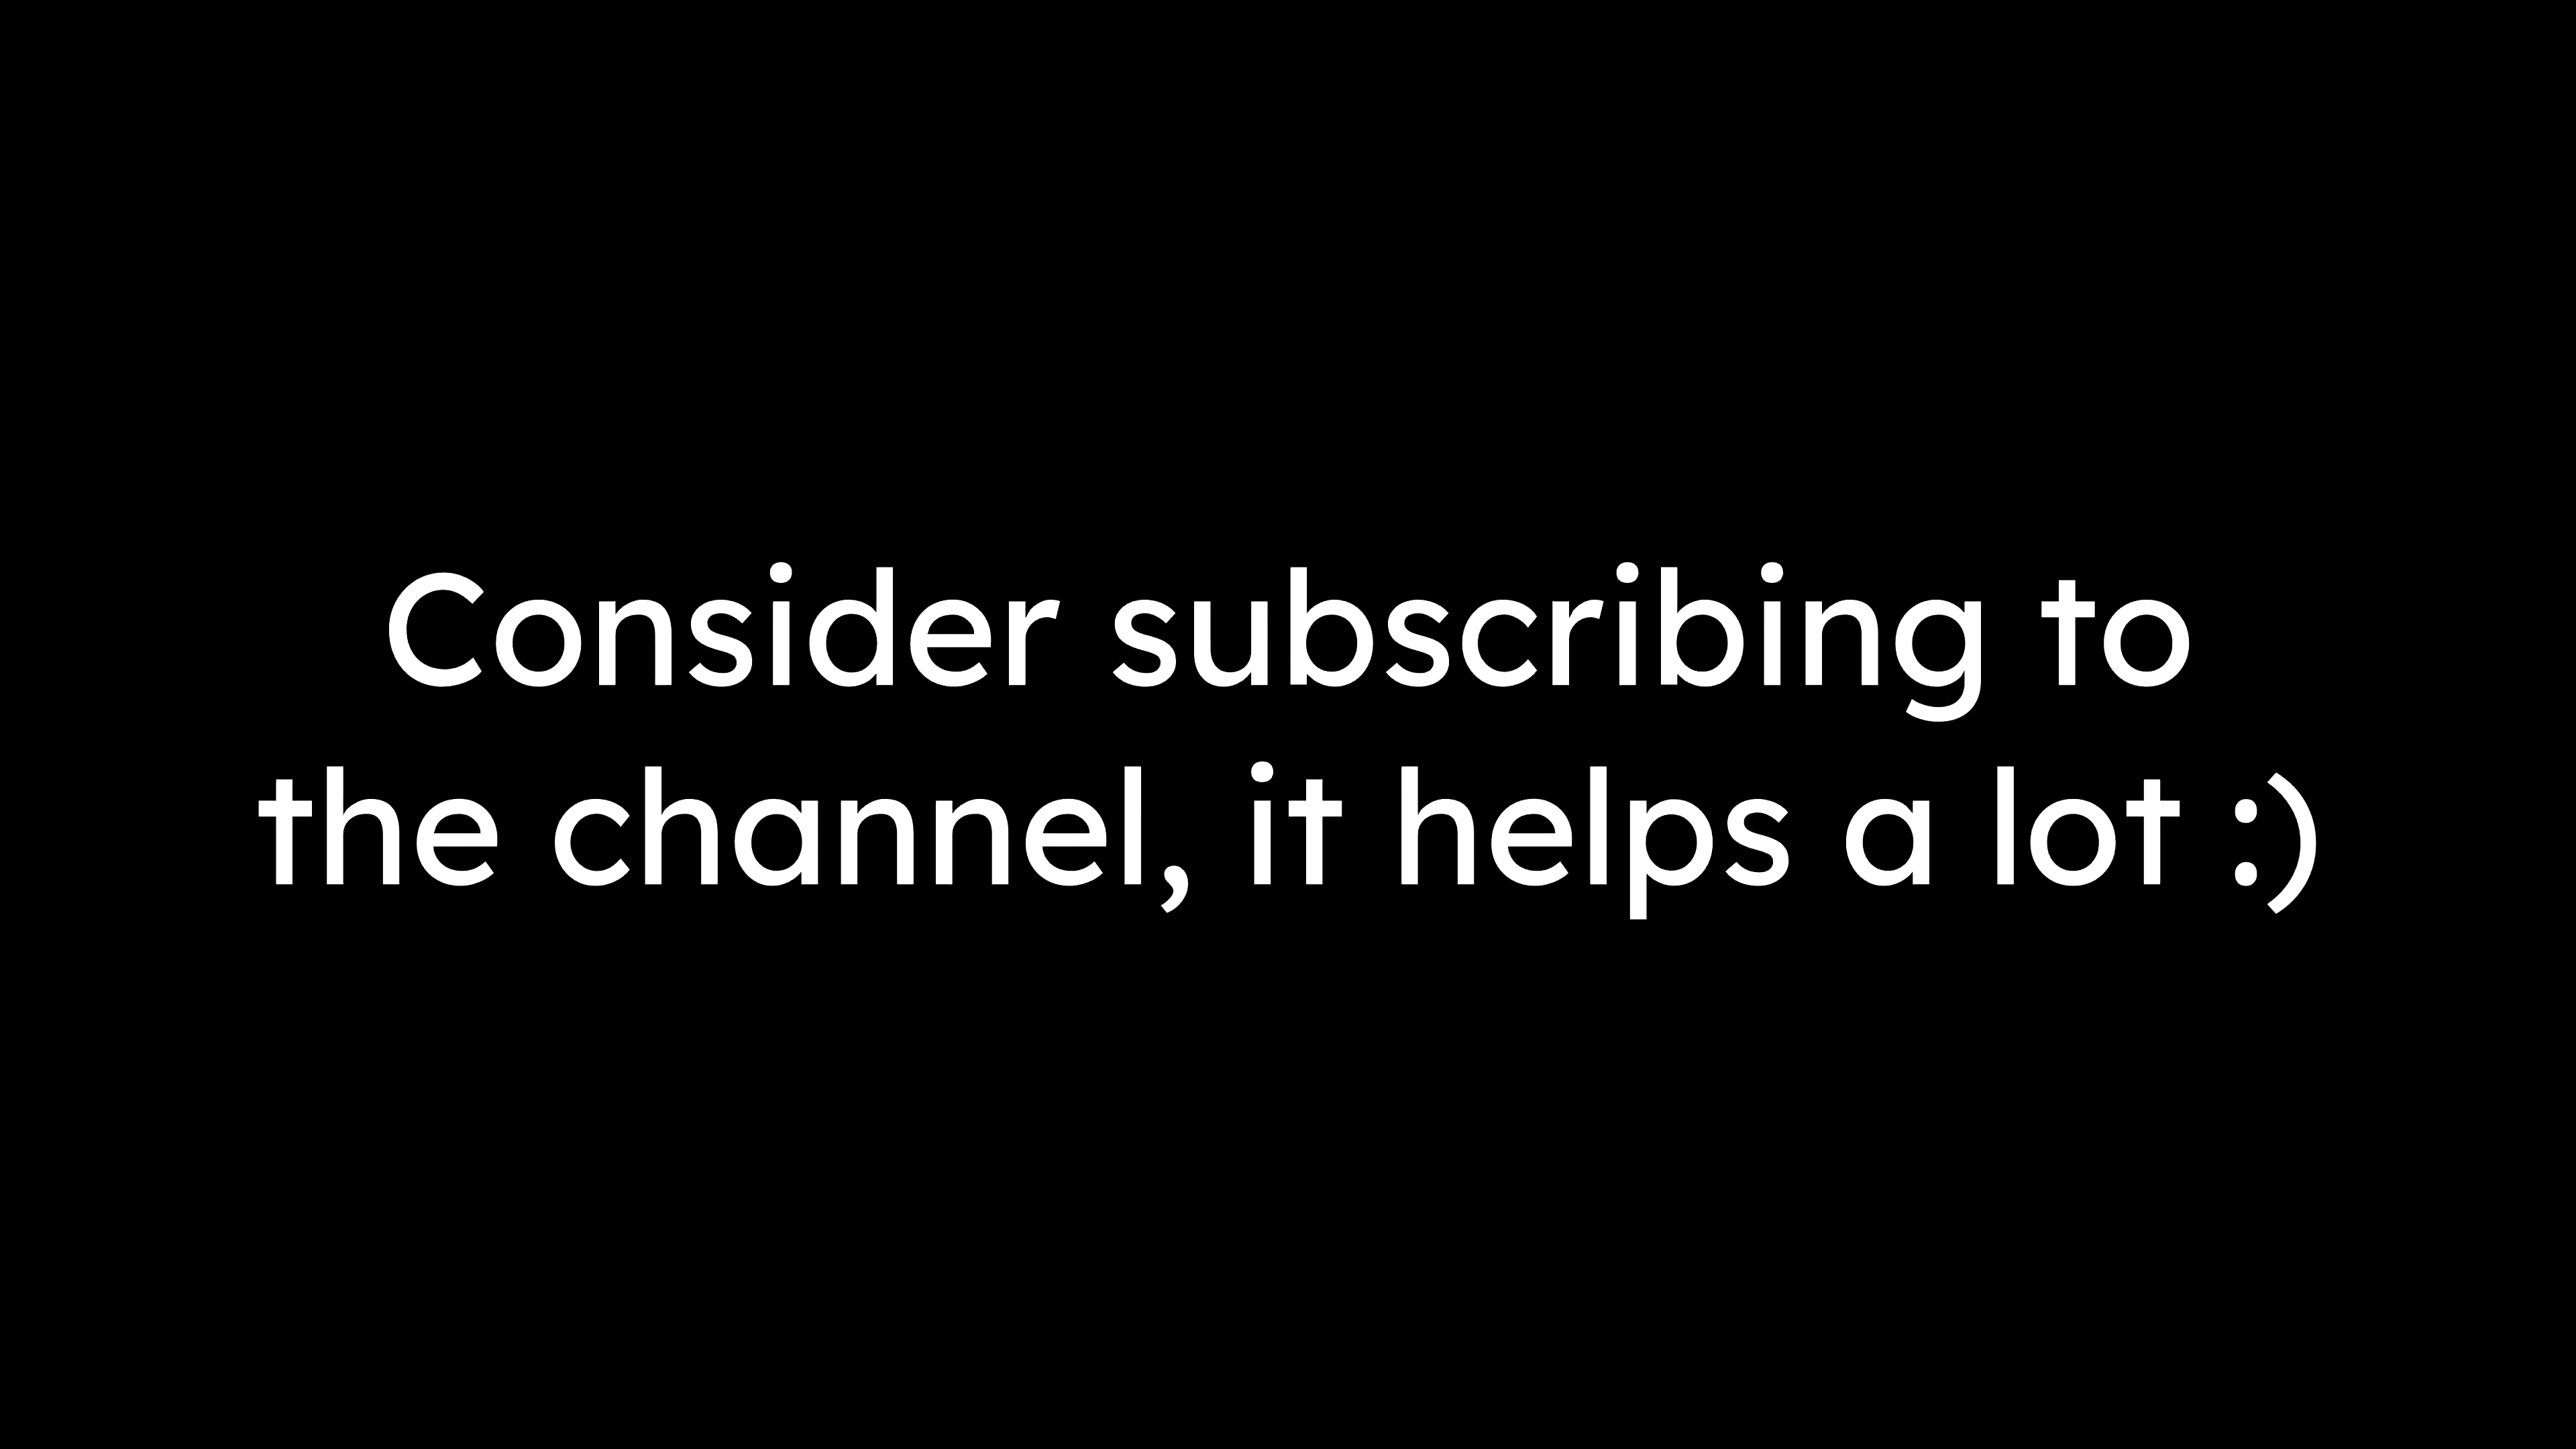 Consider subscribing to
the channel, it helps a lot :)